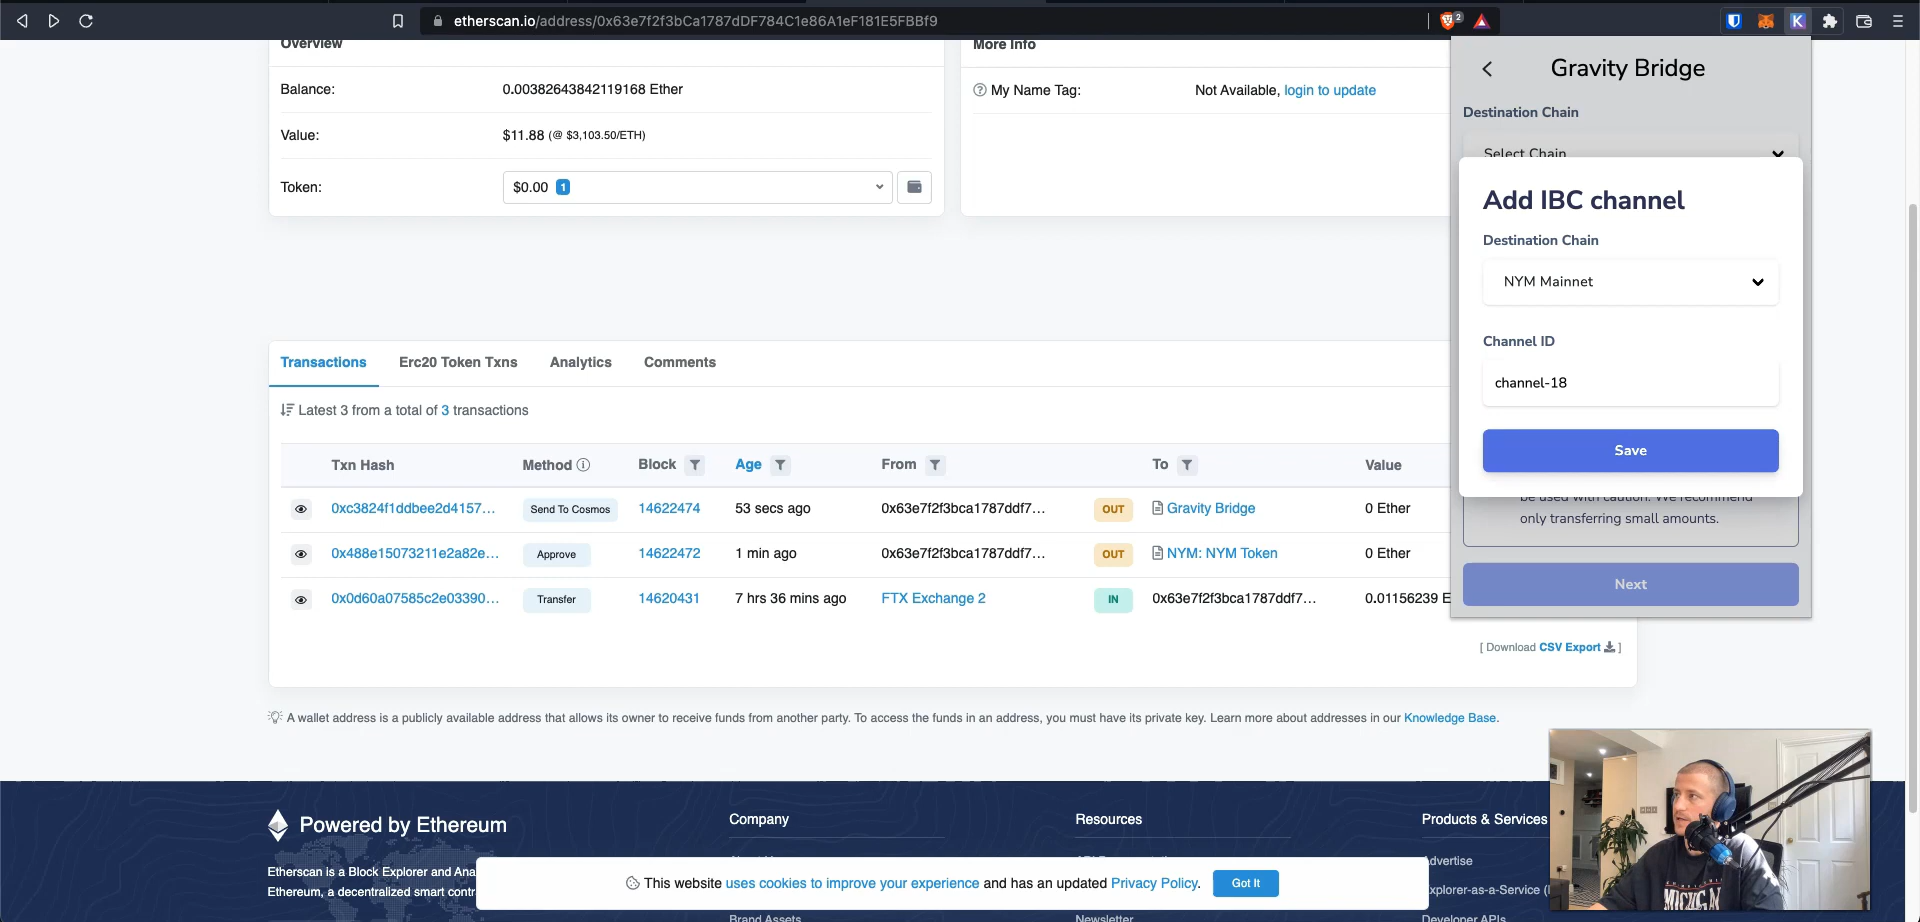 etherscan.io/address/0x63e7f2f3bCa1787dDF784C1e86A1eF181E5FBBf9
2
K
Overview
Balance:
0.00382643842119168 Ether
Value:
$11.88 (@ $3,103.50/ETH)
Token:
$0.00 1
More Info
My Name Tag:
Not Available, login to update
Gravity Bridge
Destination Chain
Select Chain
Add IBC channel
Destination Chain
NYM Mainnet
Channel ID
channel-18
Save
be used with caution. We recommend
only transferring small amounts.
Next
Transactions
Erc20 Token Txns
Analytics
Comments
Latest 3 from a total of 3 transactions
Txn Hash Method Block Age From To Value
0xc3824f1ddbee2d4157... Send To Cosmos 14622474 53 secs ago 0x63e7f2f3bca1787ddf7... OUT Gravity Bridge 0 Ether
0x488e15073211e2a82e... Approve 14622472 1 min ago 0x63e7f2f3bca1787ddf7... OUT NYM: NYM Token 0 Ether
0x0d60a07585c2e03390... Transfer 14620431 7 hrs 36 mins ago FTX Exchange 2 IN 0x63e7f2f3bca1787ddf7... 0.01156239 E
[ Download CSV Export ]
A wallet address is a publicly available address that allows its owner to receive funds from another party. To access the funds in an address, you must have its private key. Learn more about addresses in our Knowledge Base.
Powered by Ethereum
Etherscan is a Block Explorer and Ana
Ethereum, a decentralized smart contr
Company
Brand Assets
Resources
Newsletter
Products & Services
Advertise
Explorer-as-a-Service (
Developer APIs
This website uses cookies to improve your experience and has an updated Privacy Policy.
Got It